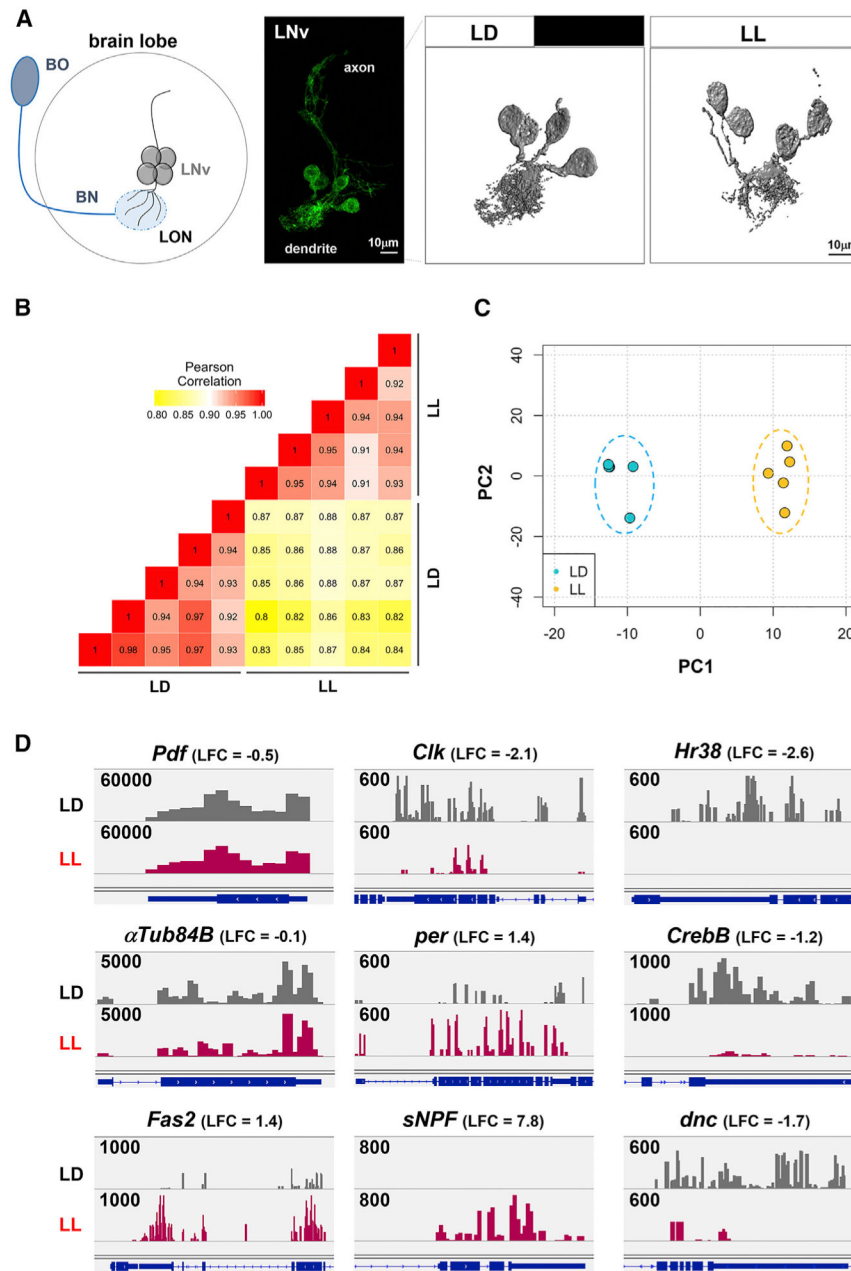 A
brain lobe
BO
BN
LNv
LON
LNv
axon
dendrite
10μm
LD
LL
10μm
B
Pearson
Correlation
0.80 0.85 0.90 0.95 1.00
1
1 0.92
1 0.94 0.94
1 0.95 0.91 0.94
1 0.95 0.94 0.91 0.93
1 0.87 0.87 0.88 0.87 0.87
1 0.94 0.85 0.86 0.88 0.87 0.86
1 0.94 0.93 0.85 0.86 0.88 0.87 0.87
1 0.94 0.97 0.92 0.8 0.82 0.86 0.83 0.82
1 0.98 0.95 0.97 0.93 0.83 0.85 0.87 0.84 0.84
LL
LD
LD LL
C
PC2
40
20
0
-20
-40
LD
LL
-20 -10 0 10 20
PC1
D
Pdf (LFC = -0.5)
LD 60000
LL 60000
Clk (LFC = -2.1)
600
600
Hr38 (LFC = -2.6)
600
600
αTub84B (LFC = -0.1)
LD 5000
LL 5000
per (LFC = 1.4)
600
600
CrebB (LFC = -1.2)
1000
1000
Fas2 (LFC = 1.4)
LD 1000
LL 1000
sNPF (LFC = 7.8)
800
800
dnc (LFC = -1.7)
600
600